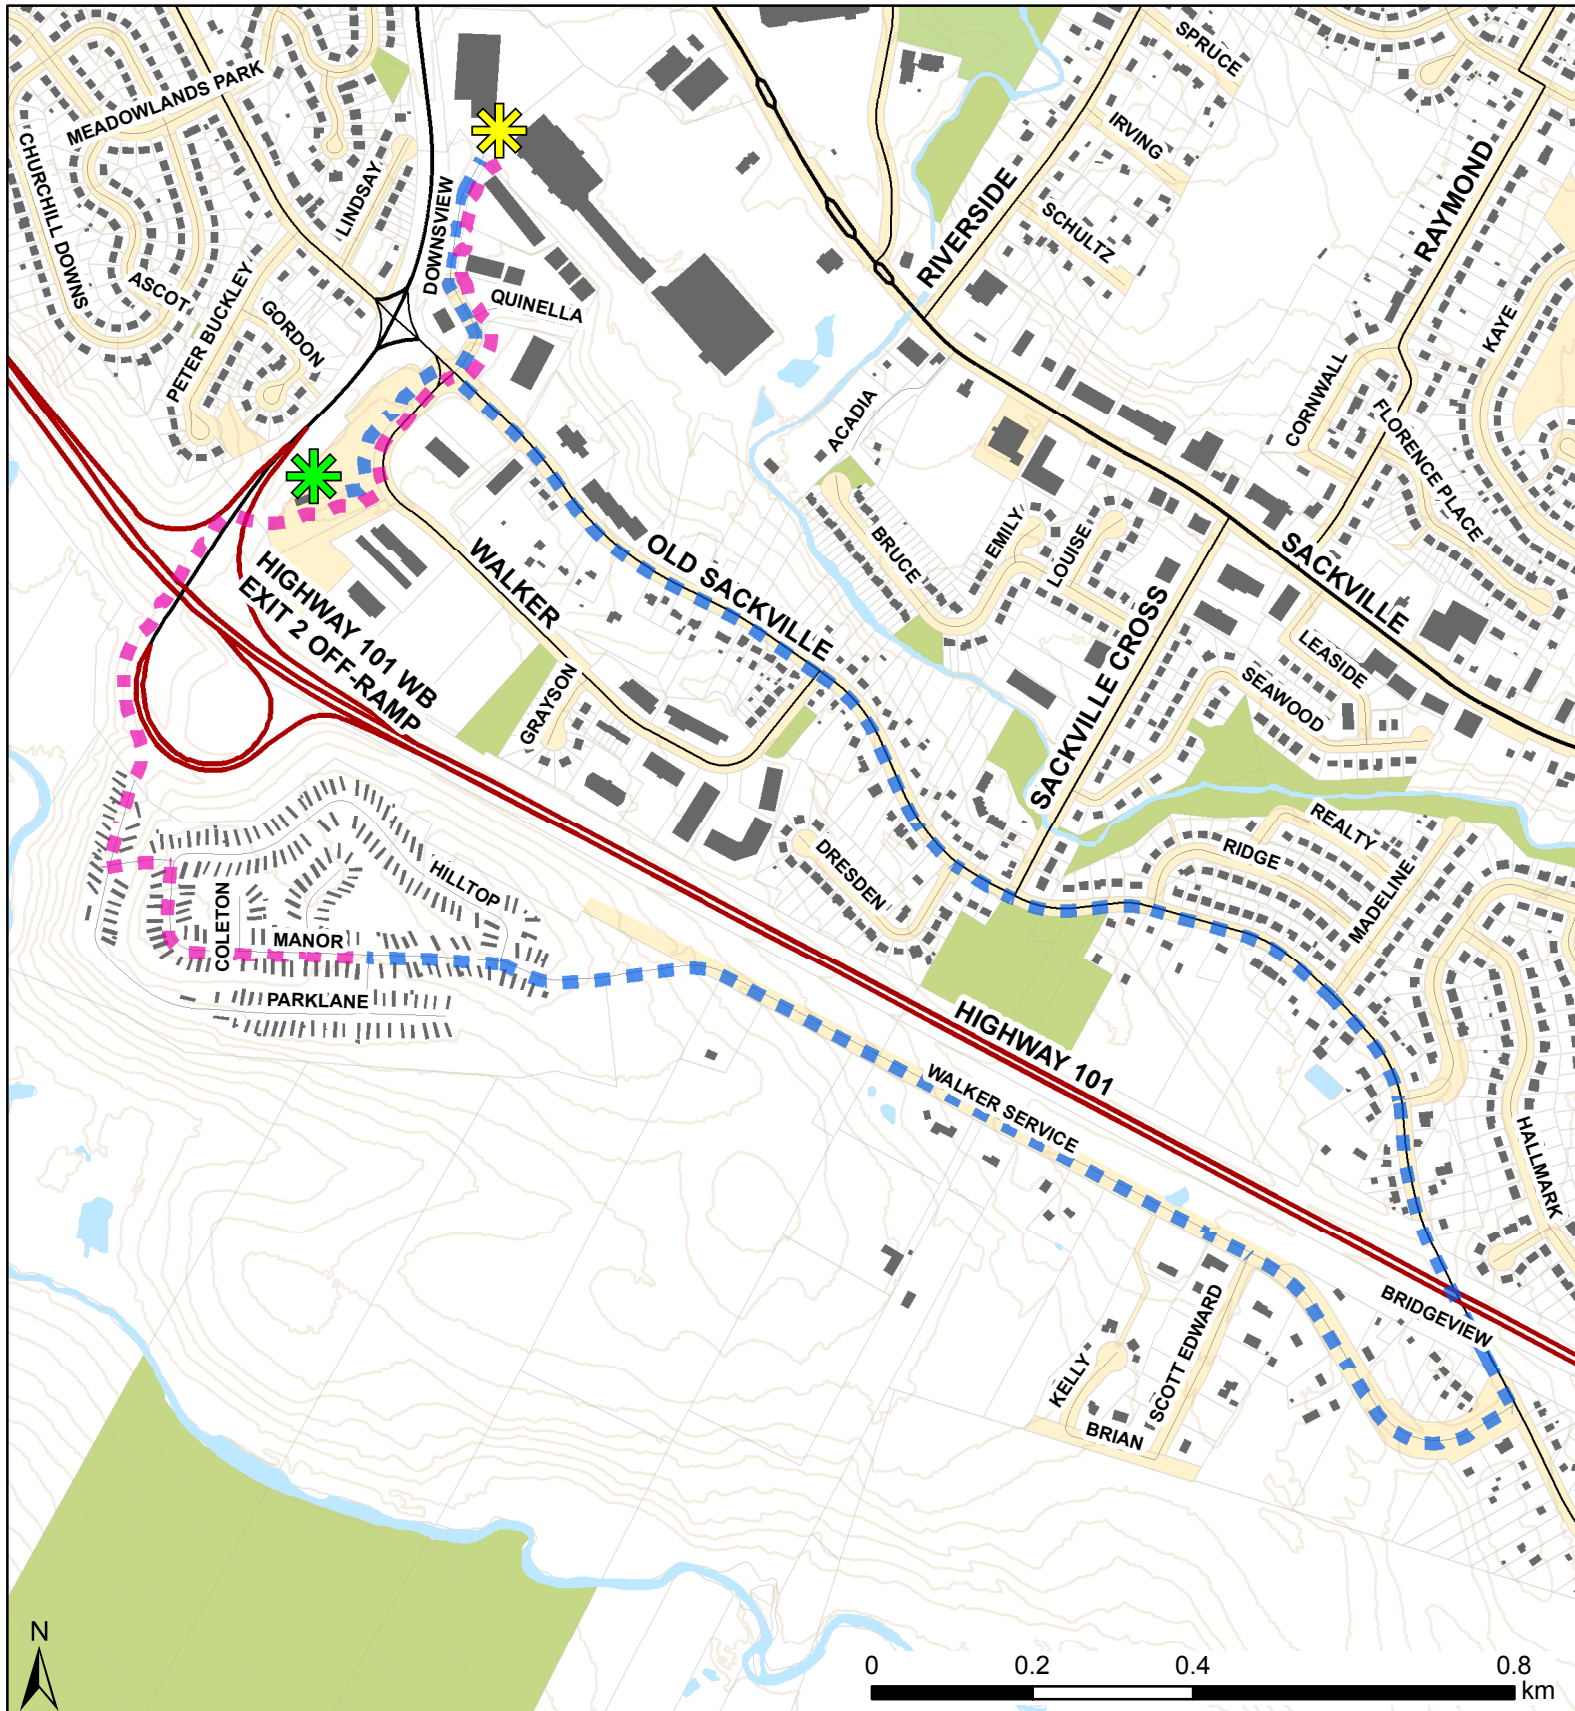 SPRUCE
MEADOWLANDS PARK
IRVING
CHURCHILL DOWNS
LINDSAY
DOWNSVIEW
RIVERSIDE
SCHULTZ
RAYMOND
ASCOT
PETER BUCKLEY
GORDON
QUINELLA
KAYE
CORNWALL
ACADIA
FLORENCE PLACE
HIGHWAY 101 WB
EXIT 2 OFF-RAMP
WALKER
OLD SACKVILLE
BRUCE
EMILY
LOUISE
SACKVILLE
SACKVILLE CROSS
LEASIDE
SEAWOOD
GRAYSON
REALTY
RIDGE
MADELINE
DRESDEN
HILLTOP
COLETON
MANOR
PARKLANE
HIGHWAY 101
WALKER SERVICE
HALLMARK
BRIDGEVIEW
SCOTT EDWARD
KELLY
BRIAN
N
0 0.2 0.4 0.8
km